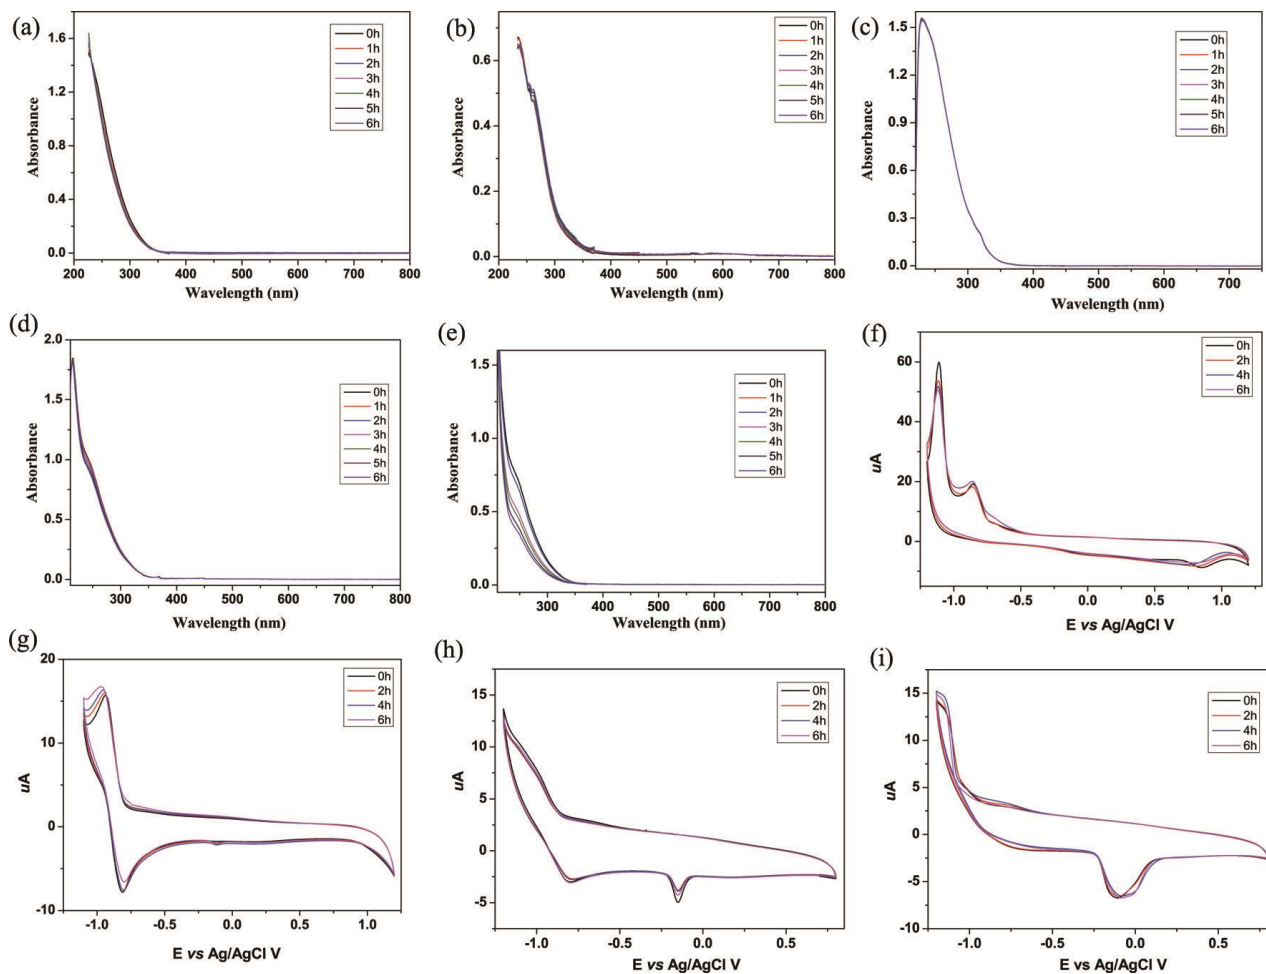 (a)
0h
1h
2h
3h
4h
5h
6h
1.6
1.2
0.8
0.4
0.0
Absorbance
200 300 400 500 600 700 800
Wavelength (nm)
(b)
0h
1h
2h
3h
4h
5h
6h
0.6
0.4
0.2
0.0
Absorbance
200 300 400 500 600 700 800
Wavelength (nm)
(c)
0h
1h
2h
3h
4h
5h
6h
1.5
1.2
0.9
0.6
0.3
0.0
Absorbance
300 400 500 600 700
Wavelength (nm)
(d)
0h
1h
2h
3h
4h
5h
6h
2.0
1.5
1.0
0.5
0.0
Absorbance
300 400 500 600 700 800
Wavelength (nm)
(e)
0h
1h
2h
3h
4h
5h
6h
1.5
1.0
0.5
0.0
Absorbance
300 400 500 600 700 800
Wavelength (nm)
(f)
0h
2h
4h
6h
60
40
20
0
uA
-1.0 -0.5 0.0 0.5 1.0
E vs Ag/AgCl V
(g)
0h
2h
4h
6h
20
10
0
-10
uA
-1.0 -0.5 0.0 0.5 1.0
E vs Ag/AgCl V
(h)
0h
2h
4h
6h
15
10
5
0
-5
uA
-1.0 -0.5 0.0 0.5
E vs Ag/AgCl V
(i)
0h
2h
4h
6h
15
10
5
0
-5
-10
uA
-1.0 -0.5 0.0 0.5
E vs Ag/AgCl V